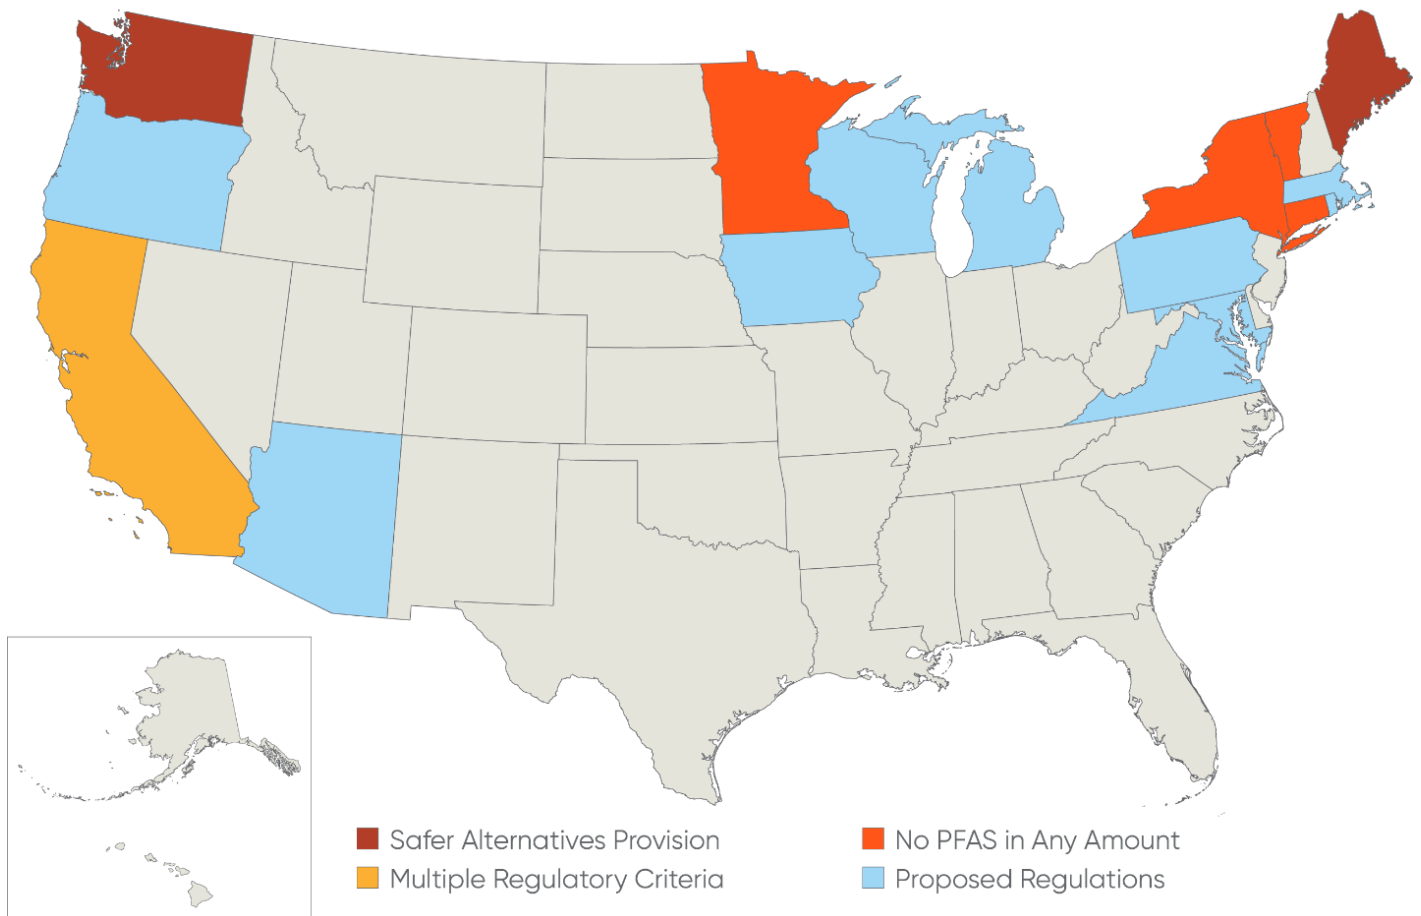 Safer Alternatives Provision
No PFAS in Any Amount
Multiple Regulatory Criteria
Proposed Regulations